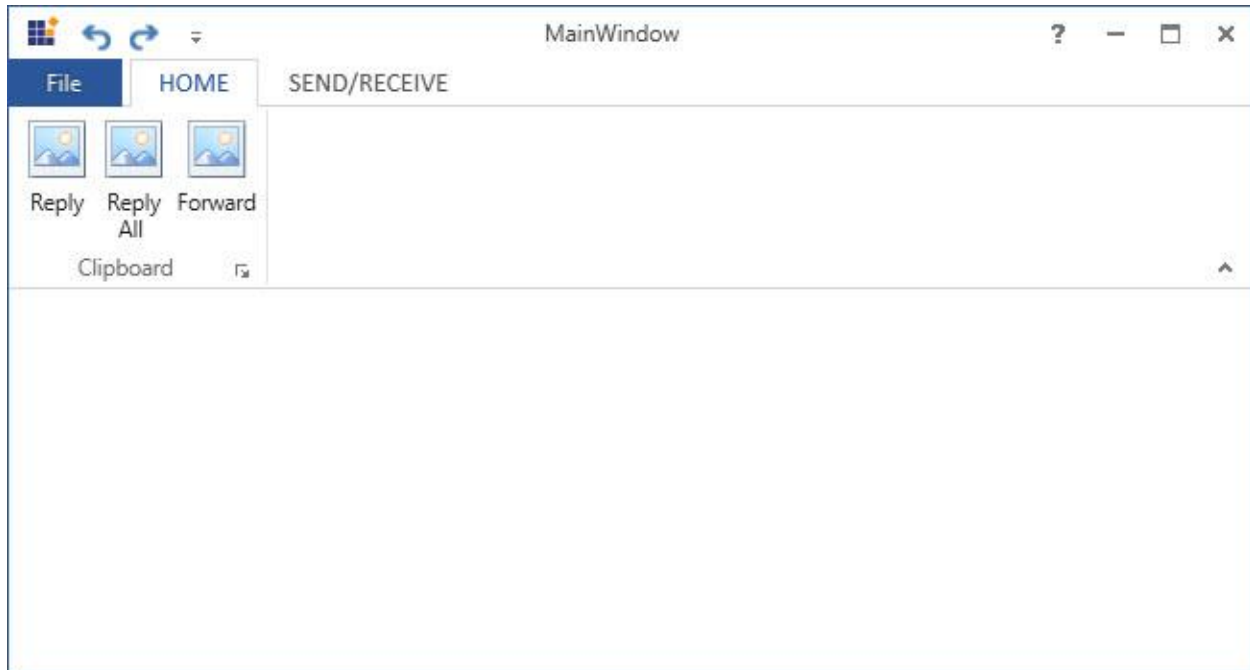 MainWindow
?
File HOME SEND/RECEIVE
Reply Reply All Forward
Clipboard